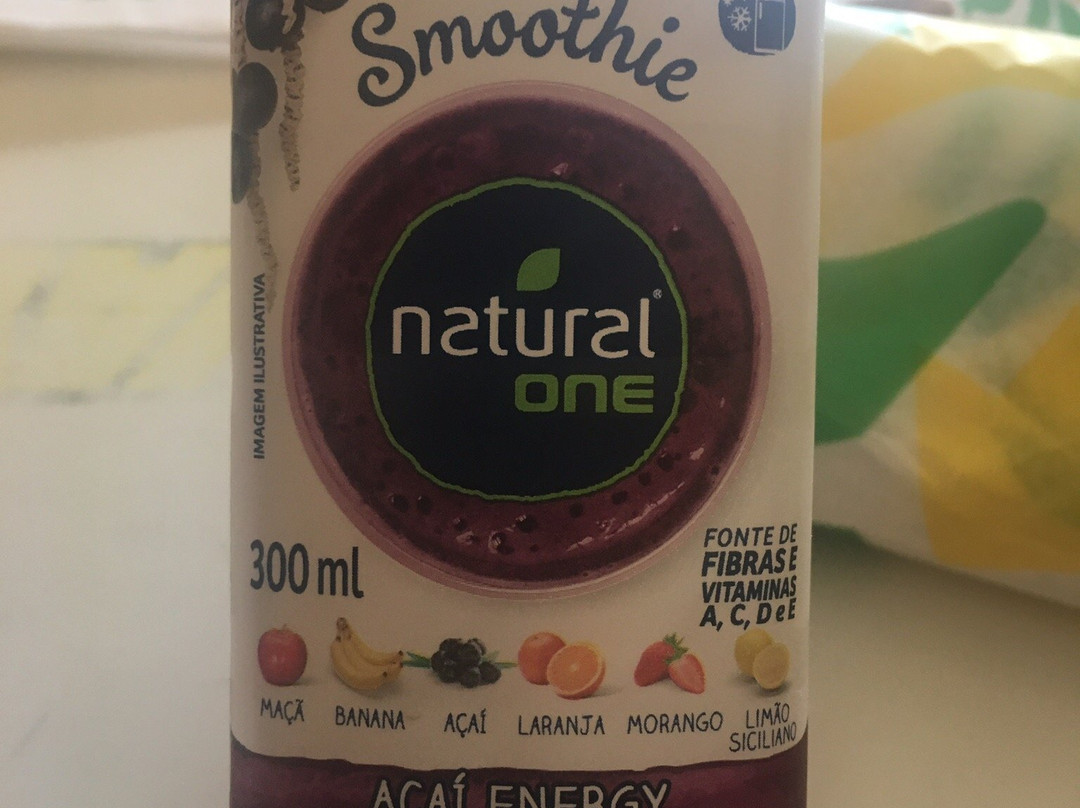 Smoothie
natural®
ONE
IMAGEM ILUSTRATIVA
300 ml
FONTE DE
FIBRAS E
VITAMINAS
A, C, D e E
MAÇÃ
BANANA
AÇAÍ
LARANJA
MORANGO
LIMÃO
SICILIANO
AÇAÍ ENERGY